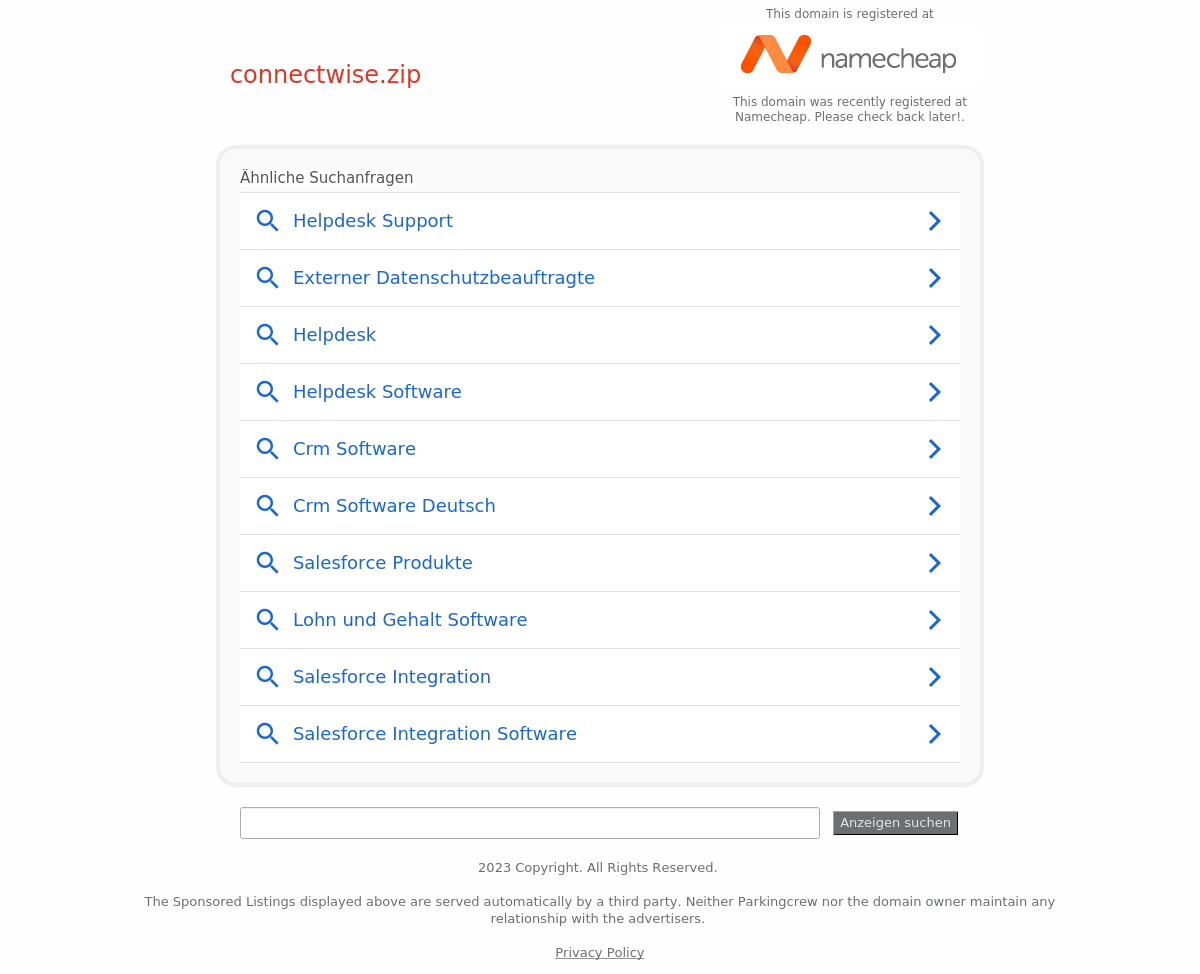 This domain is registered at
namecheap
connectwise.zip
This domain was recently registered at
Namecheap. Please check back later!.
Ähnliche Suchanfragen
Helpdesk Support
Externer Datenschutzbeauftragte
Helpdesk
Helpdesk Software
Crm Software
Crm Software Deutsch
Salesforce Produkte
Lohn und Gehalt Software
Salesforce Integration
Salesforce Integration Software
Anzeigen suchen
2023 Copyright. All Rights Reserved.
The Sponsored Listings displayed above are served automatically by a third party. Neither Parkingcrew nor the domain owner maintain any
relationship with the advertisers.
Privacy Policy